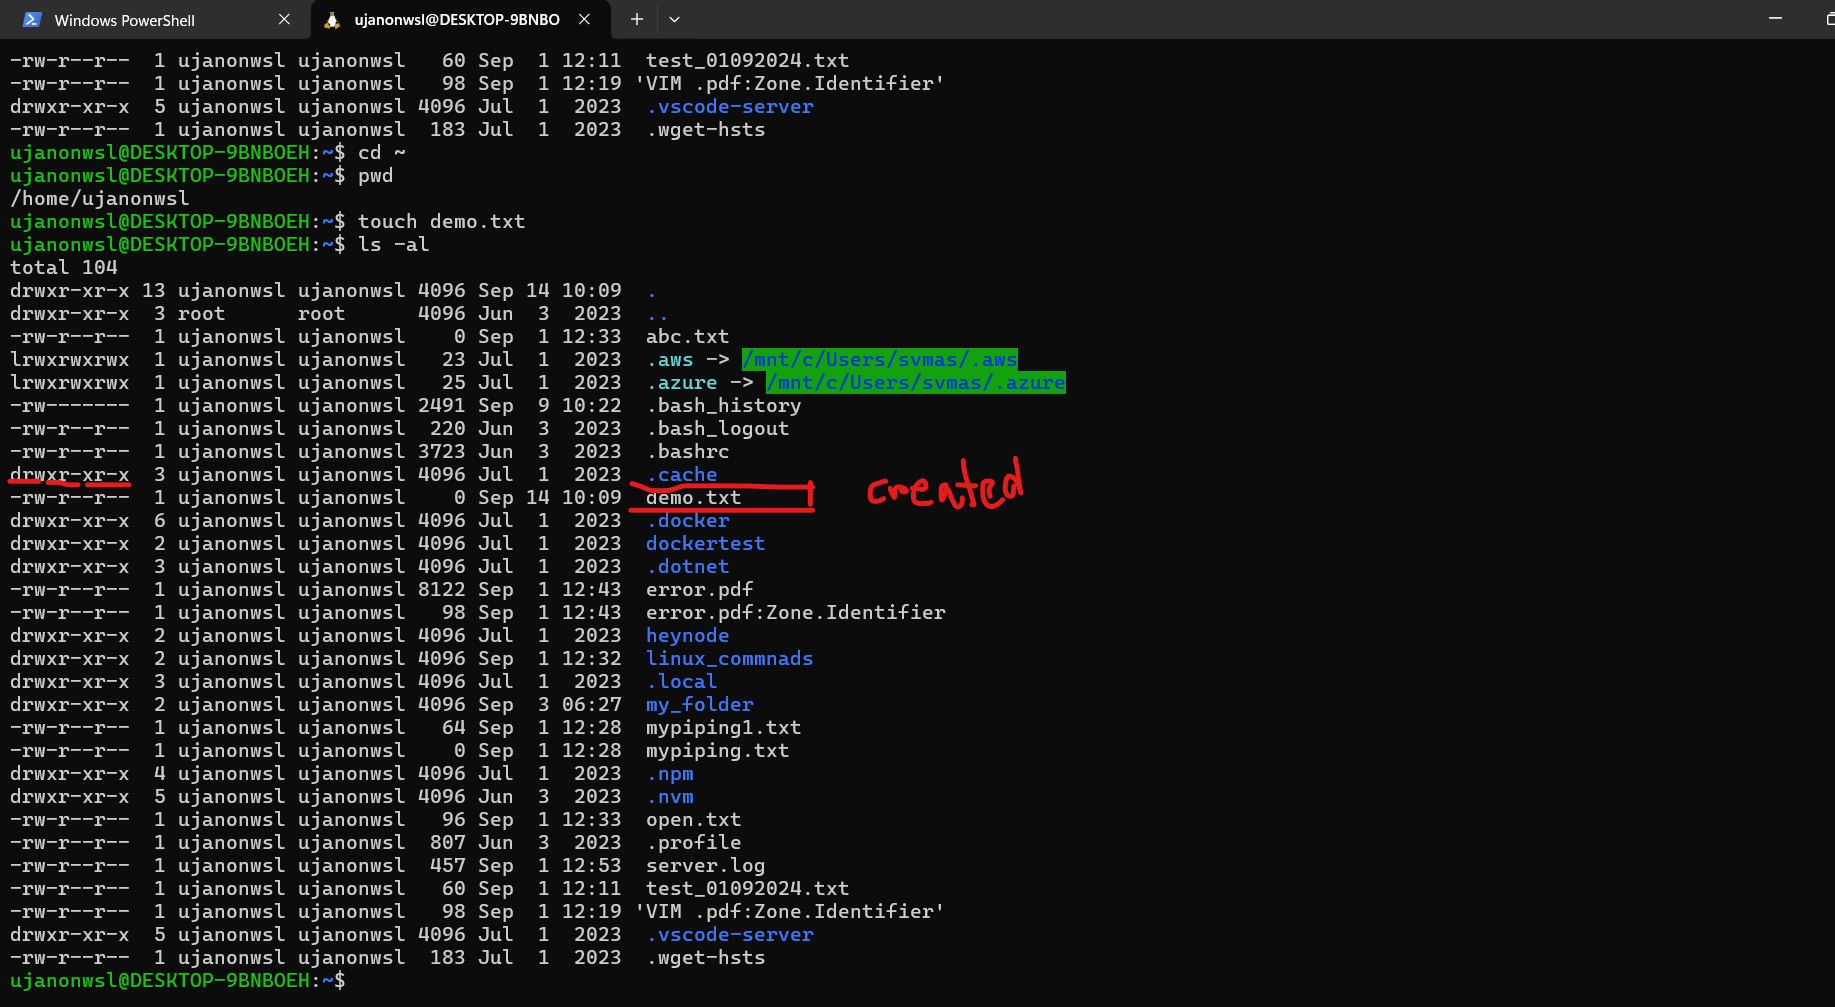 Windows PowerShell
ujanonwsl@DESKTOP-9BNBO
-rw-r--r--  1 ujanonwsl ujanonwsl   60 Sep  1 12:11  test_01092024.txt
-rw-r--r--  1 ujanonwsl ujanonwsl   98 Sep  1 12:19 'VIM .pdf:Zone.Identifier'
drwxr-xr-x  5 ujanonwsl ujanonwsl 4096 Jul  1  2023  .vscode-server
-rw-r--r--  1 ujanonwsl ujanonwsl  183 Jul  1  2023  .wget-hsts
ujanonwsl@DESKTOP-9BNBOEH:~$ cd ~
ujanonwsl@DESKTOP-9BNBOEH:~$ pwd
/home/ujanonwsl
ujanonwsl@DESKTOP-9BNBOEH:~$ touch demo.txt
ujanonwsl@DESKTOP-9BNBOEH:~$ ls -al
total 104
drwxr-xr-x 13 ujanonwsl ujanonwsl 4096 Sep 14 10:09  .
drwxr-xr-x  3 root      root      4096 Jun  3  2023  ..
-rw-r--r--  1 ujanonwsl ujanonwsl    0 Sep  1 12:33  abc.txt
lrwxrwxrwx  1 ujanonwsl ujanonwsl   23 Jul  1  2023  .aws -> /mnt/c/Users/svmas/.aws
lrwxrwxrwx  1 ujanonwsl ujanonwsl   25 Jul  1  2023  .azure -> /mnt/c/Users/svmas/.azure
-rw-------  1 ujanonwsl ujanonwsl 2491 Sep  9 10:22  .bash_history
-rw-r--r--  1 ujanonwsl ujanonwsl  220 Jun  3  2023  .bash_logout
-rw-r--r--  1 ujanonwsl ujanonwsl 3723 Jun  3  2023  .bashrc
drwxr-xr-x  3 ujanonwsl ujanonwsl 4096 Jul  1  2023  .cache
-rw-r--r--  1 ujanonwsl ujanonwsl    0 Sep 14 10:09  demo.txt created
drwxr-xr-x  6 ujanonwsl ujanonwsl 4096 Jul  1  2023  .docker
drwxr-xr-x  2 ujanonwsl ujanonwsl 4096 Jul  1  2023  dockertest
drwxr-xr-x  3 ujanonwsl ujanonwsl 4096 Jul  1  2023  .dotnet
-rw-r--r--  1 ujanonwsl ujanonwsl 8122 Sep  1 12:43  error.pdf
-rw-r--r--  1 ujanonwsl ujanonwsl   98 Sep  1 12:43  error.pdf:Zone.Identifier
drwxr-xr-x  2 ujanonwsl ujanonwsl 4096 Jul  1  2023  heynode
drwxr-xr-x  2 ujanonwsl ujanonwsl 4096 Sep  1 12:32  linux_commnads
drwxr-xr-x  3 ujanonwsl ujanonwsl 4096 Jul  1  2023  .local
drwxr-xr-x  2 ujanonwsl ujanonwsl 4096 Sep  3 06:27  my_folder
-rw-r--r--  1 ujanonwsl ujanonwsl   64 Sep  1 12:28  mypiping1.txt
-rw-r--r--  1 ujanonwsl ujanonwsl    0 Sep  1 12:28  mypiping.txt
drwxr-xr-x  4 ujanonwsl ujanonwsl 4096 Jul  1  2023  .npm
drwxr-xr-x  5 ujanonwsl ujanonwsl 4096 Jun  3  2023  .nvm
-rw-r--r--  1 ujanonwsl ujanonwsl   96 Sep  1 12:33  open.txt
-rw-r--r--  1 ujanonwsl ujanonwsl  807 Jun  3  2023  .profile
-rw-r--r--  1 ujanonwsl ujanonwsl  457 Sep  1 12:53  server.log
-rw-r--r--  1 ujanonwsl ujanonwsl   60 Sep  1 12:11  test_01092024.txt
-rw-r--r--  1 ujanonwsl ujanonwsl   98 Sep  1 12:19 'VIM .pdf:Zone.Identifier'
drwxr-xr-x  5 ujanonwsl ujanonwsl 4096 Jul  1  2023  .vscode-server
-rw-r--r--  1 ujanonwsl ujanonwsl  183 Jul  1  2023  .wget-hsts
ujanonwsl@DESKTOP-9BNBOEH:~$